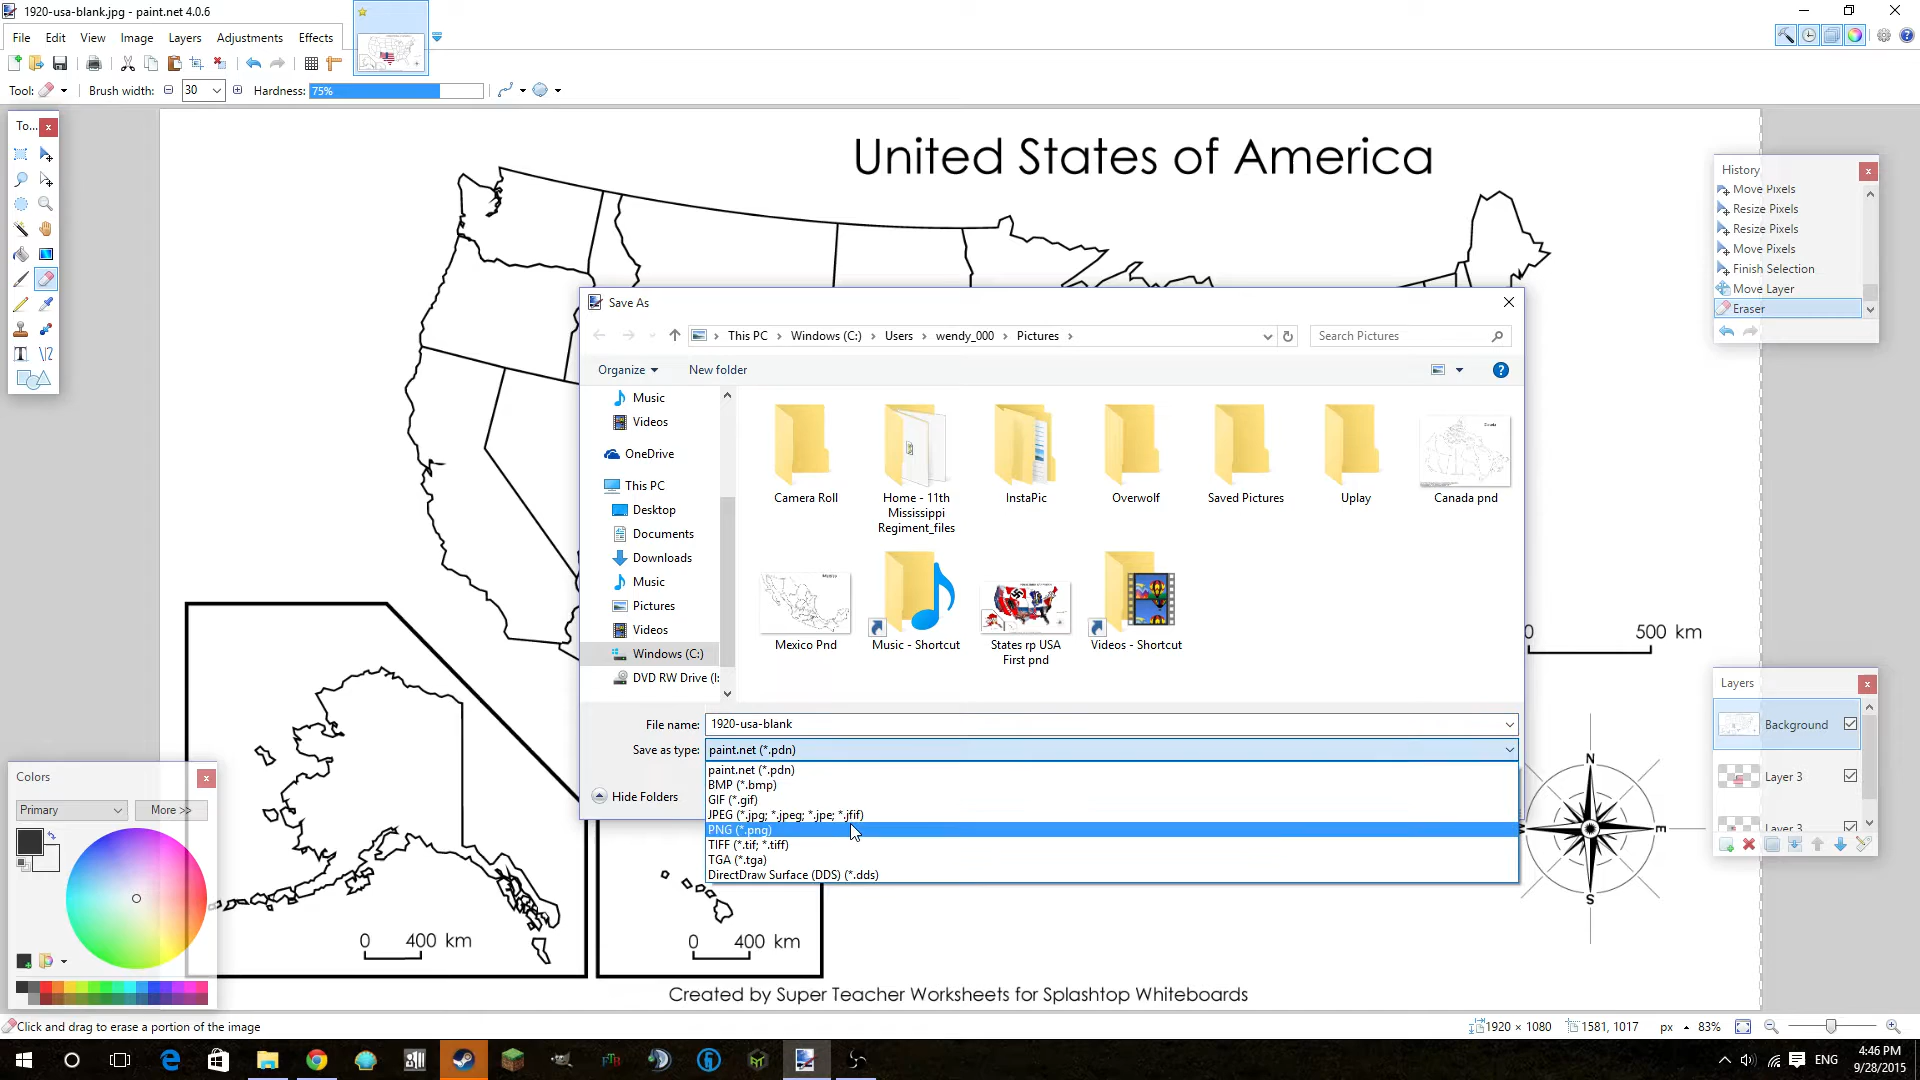 1920-usa-blank.jpg - paint.net 4.0.6
File Edit View Image Layers Adjustments Effects
Tool: Brush width: 30 Hardness: 75%
To...
United States of America
History
Move Pixels
Resize Pixels
Resize Pixels
Move Pixels
Finish Selection
Move Layer
Eraser
Save As
This PC > Windows (C:) > Users > wendy_000 > Pictures >
Search Pictures
Organize New folder
Music
Videos
OneDrive
This PC
Desktop
Documents
Downloads
Music
Pictures
Videos
Windows (C:)
DVD RW Drive (I:
Camera Roll
Home - 11th
Mississippi
Regiment_files
InstaPic
Overwolf
Saved Pictures
Uplay
Canada pnd
Mexico Pnd
Music - Shortcut
States rp USA
First pnd
Videos - Shortcut
File name: 1920-usa-blank
Save as type: paint.net (*.pdn)
paint.net (*.pdn)
BMP (*.bmp)
GIF (*.gif)
JPEG (*.jpg; *.jpeg; *.jpe; *.jfif)
PNG (*.png)
TIFF (*.tif; *.tiff)
TGA (*.tga)
DirectDraw Surface (DDS) (*.dds)
Hide Folders
0 500 km
Layers
Background
Layer 3
Layer 3
N
E
S
W
Colors
Primary More >>
0 400 km
0 400 km
Created by Super Teacher Worksheets for Splashtop Whiteboards
Click and drag to erase a portion of the image
1920 × 1080 1581, 1017 px 83%
FTB
ENG
4:46 PM
9/28/2015